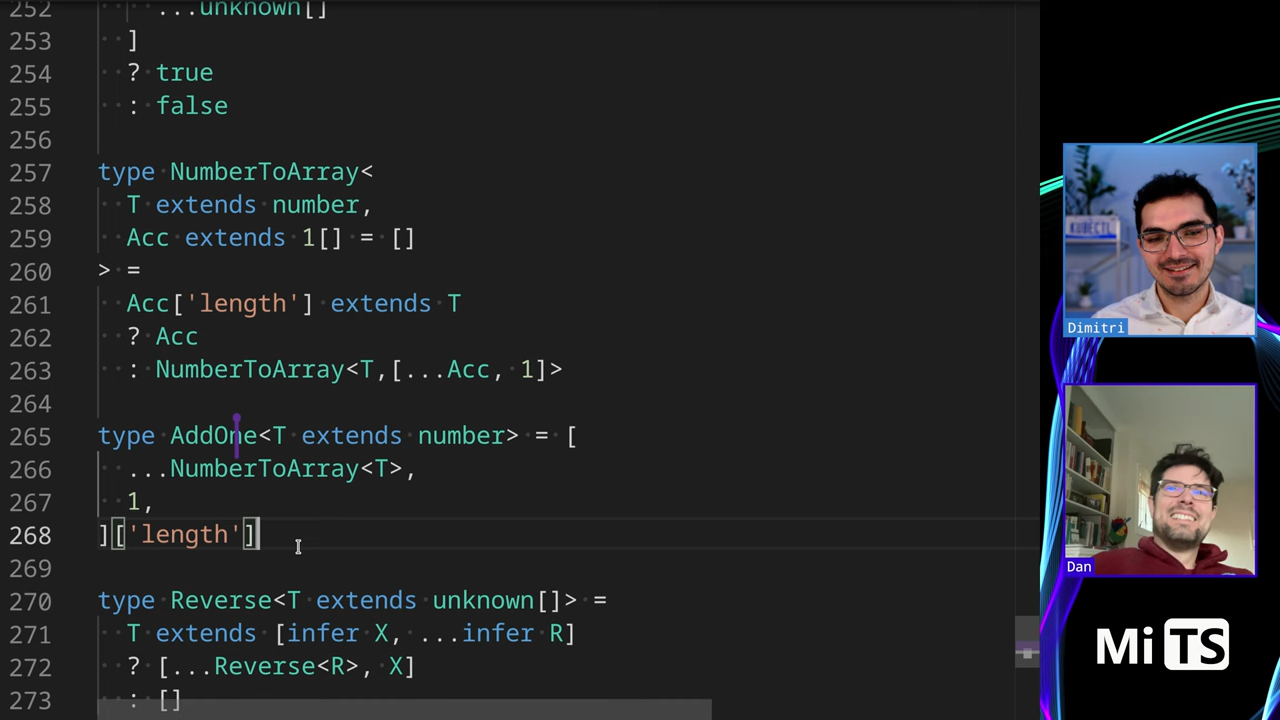 252 ...unknown[]
253 ]
254 ? true
255 : false
256
257 type NumberToArray<
258 T extends number,
259 Acc extends 1[] = []
260 > =
261 Acc['length'] extends T
262 ? Acc
263 : NumberToArray<T,[...Acc, 1]>
264
265 type AddOne<T extends number> = [
266 ...NumberToArray<T>,
267 1,
268 ]['length']
269
270 type Reverse<T extends unknown[]> =
271 T extends [infer X, ...infer R]
272 ? [...Reverse<R>, X]
273 : []
KUBECTL
Dimitri
Dan
MiTS